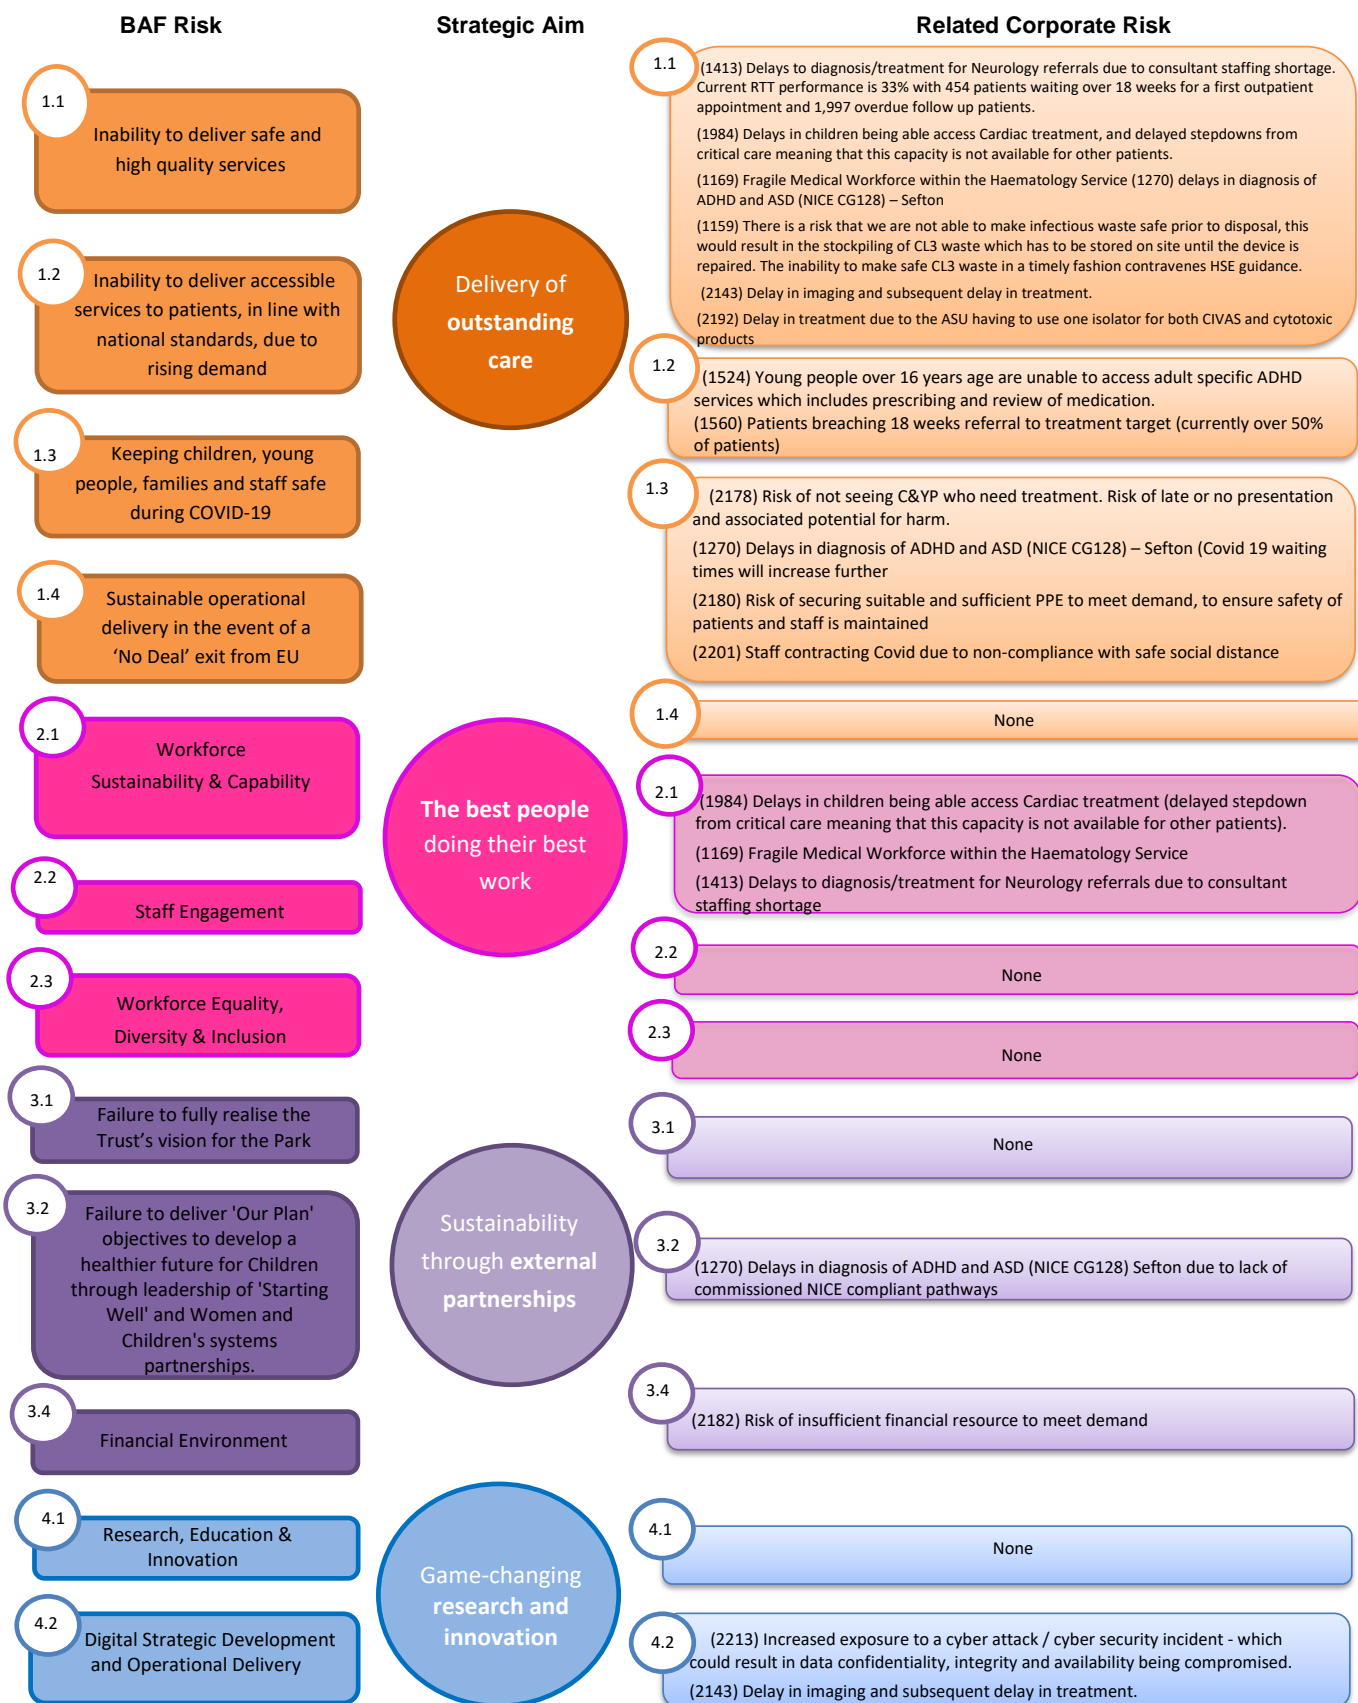 BAF Risk
Strategic Aim
Related Corporate Risk
1.1
Inability to deliver safe and
high quality services
1.2
Inability to deliver accessible
services to patients, in line with
national standards, due to
rising demand
1.3
Keeping children, young
people, families and staff safe
during COVID-19
1.4
Sustainable operational
delivery in the event of a
‘No Deal’ exit from EU
2.1
Workforce
Sustainability & Capability
2.2
Staff Engagement
2.3
Workforce Equality,
Diversity & Inclusion
3.1
Failure to fully realise the
Trust’s vision for the Park
3.2
Failure to deliver 'Our Plan'
objectives to develop a
healthier future for Children
through leadership of 'Starting
Well' and Women and
Children's systems
partnerships.
3.4
Financial Environment
4.1
Research, Education &
Innovation
4.2
Digital Strategic Development
and Operational Delivery
Delivery of
outstanding
care
The best people
doing their best
work
Sustainability
through external
partnerships
Game-changing
research and
innovation
1.1
(1413) Delays to diagnosis/treatment for Neurology referrals due to consultant staffing shortage.
Current RTT performance is 33% with 454 patients waiting over 18 weeks for a first outpatient
appointment and 1,997 overdue follow up patients.
(1984) Delays in children being able access Cardiac treatment, and delayed stepdowns from
critical care meaning that this capacity is not available for other patients.
(1169) Fragile Medical Workforce within the Haematology Service (1270) delays in diagnosis of
ADHD and ASD (NICE CG128) – Sefton
(1159) There is a risk that we are not able to make infectious waste safe prior to disposal, this
would result in the stockpiling of CL3 waste which has to be stored on site until the device is
repaired. The inability to make safe CL3 waste in a timely fashion contravenes HSE guidance.
(2143) Delay in imaging and subsequent delay in treatment.
(2192) Delay in treatment due to the ASU having to use one isolator for both CIVAS and cytotoxic
products
1.2
(1524) Young people over 16 years age are unable to access adult specific ADHD
services which includes prescribing and review of medication.
(1560) Patients breaching 18 weeks referral to treatment target (currently over 50%
of patients)
1.3
(2178) Risk of not seeing C&YP who need treatment. Risk of late or no presentation
and associated potential for harm.
(1270) Delays in diagnosis of ADHD and ASD (NICE CG128) – Sefton (Covid 19 waiting
times will increase further
(2180) Risk of securing suitable and sufficient PPE to meet demand, to ensure safety of
patients and staff is maintained
(2201) Staff contracting Covid due to non-compliance with safe social distance
1.4
None
2.1
(1984) Delays in children being able access Cardiac treatment (delayed stepdown
from critical care meaning that this capacity is not available for other patients).
(1169) Fragile Medical Workforce within the Haematology Service
(1413) Delays to diagnosis/treatment for Neurology referrals due to consultant
staffing shortage
2.2
None
2.3
None
3.1
None
3.2
(1270) Delays in diagnosis of ADHD and ASD (NICE CG128) Sefton due to lack of
commissioned NICE compliant pathways
3.4
(2182) Risk of insufficient financial resource to meet demand
4.1
None
4.2
(2213) Increased exposure to a cyber attack / cyber security incident - which
could result in data confidentiality, integrity and availability being compromised.
(2143) Delay in imaging and subsequent delay in treatment.